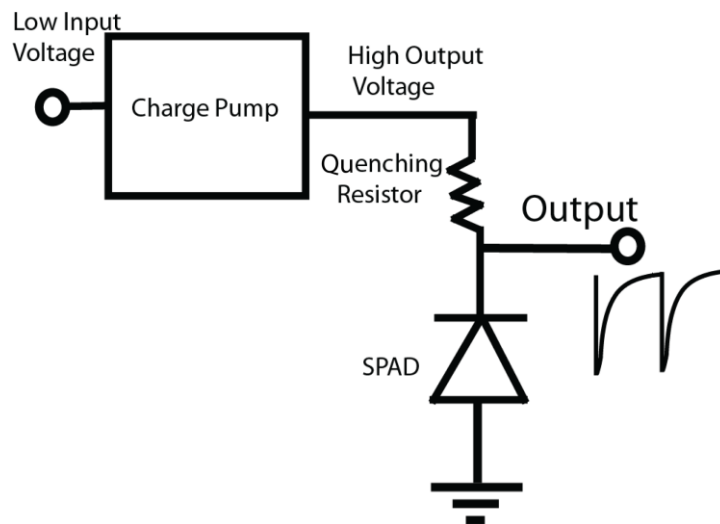 Low Input
Voltage
Charge Pump
High Output
Voltage
Quenching
Resistor
Output
SPAD